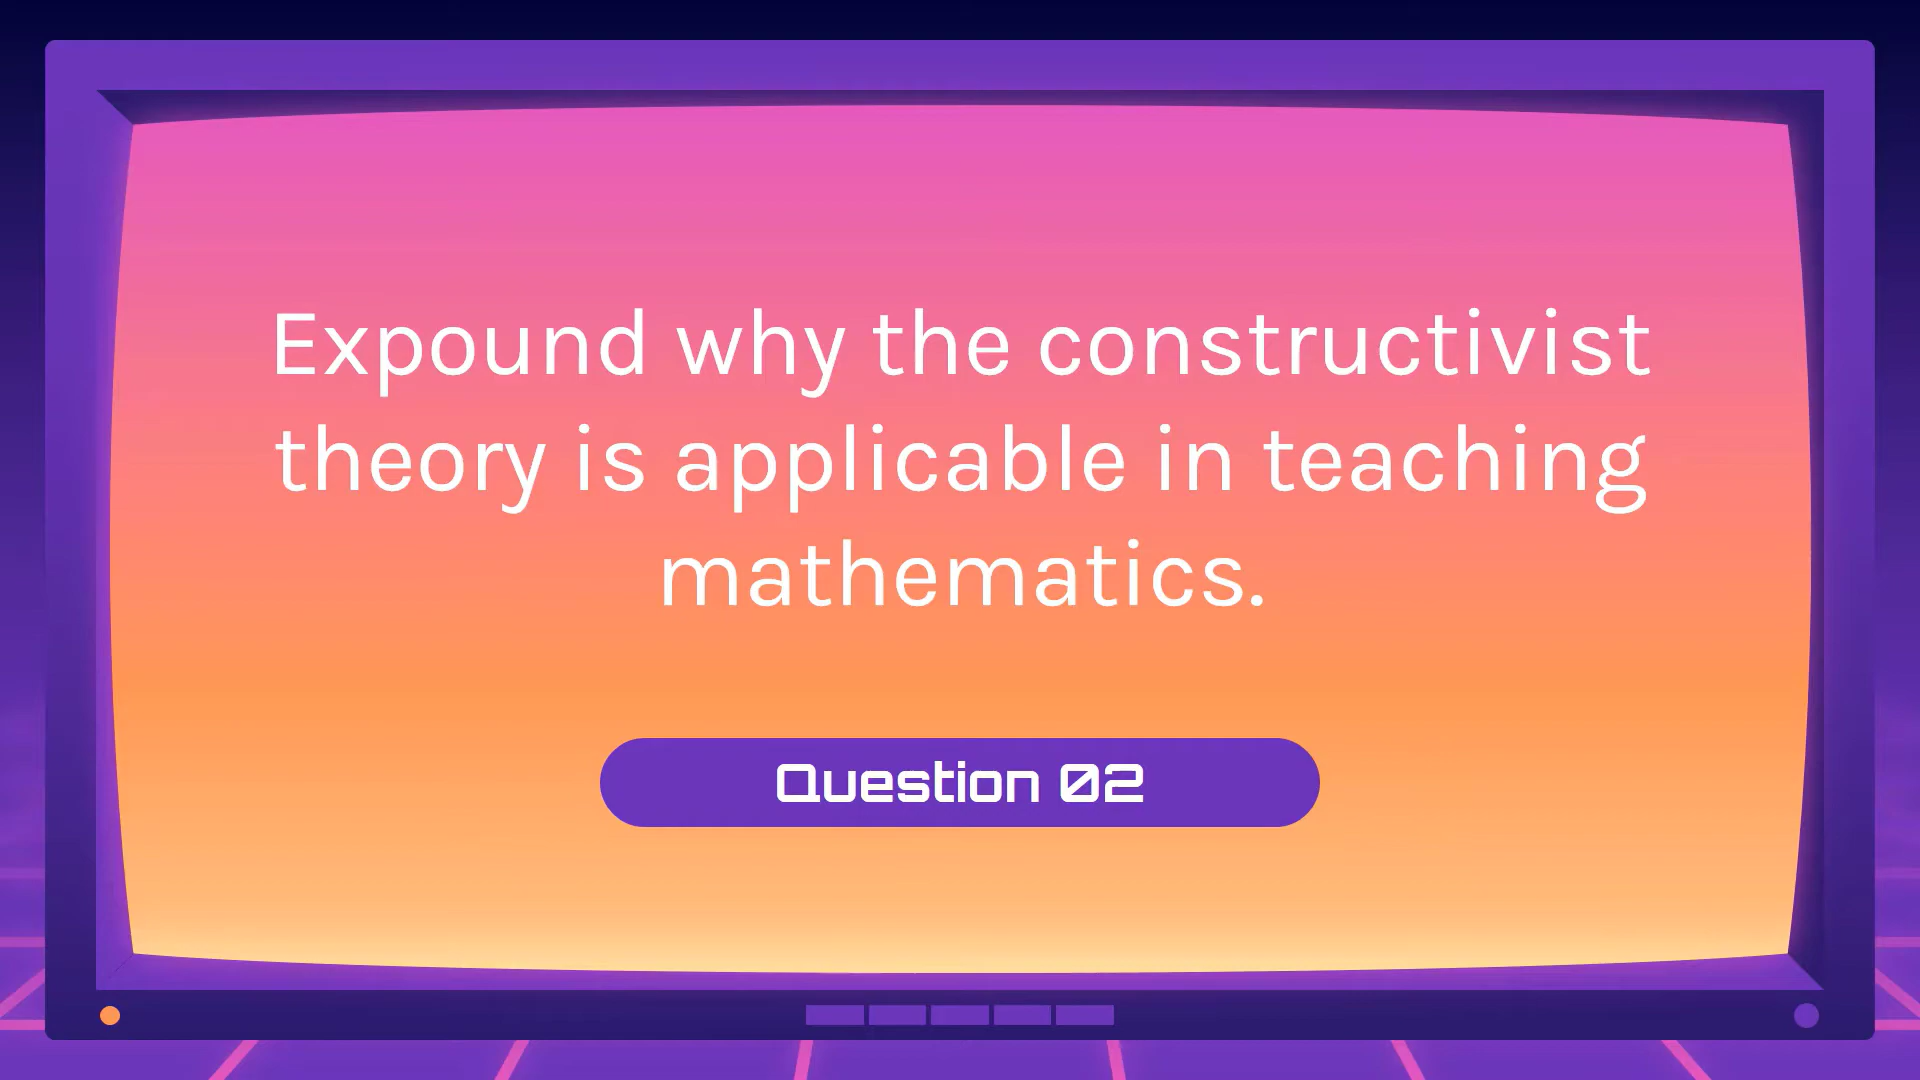 Expound why the constructivist
theory is applicable in teaching
mathematics.
Question 02